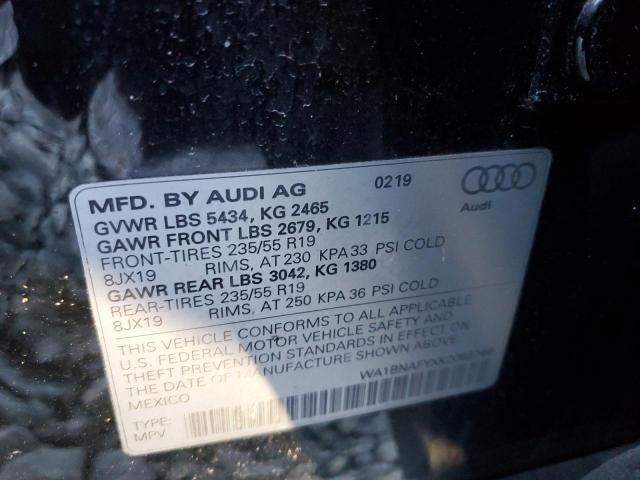 MFD. BY AUDI AG 0219
Audi
GVWR LBS 5434, KG 2465
GAWR FRONT LBS 2679, KG 1215
FRONT-TIRES 235/55 R19
8JX19 RIMS, AT 230 KPA 33 PSI COLD
GAWR REAR LBS 3042, KG 1380
REAR-TIRES 235/55 R19
8JX19 RIMS, AT 250 KPA 36 PSI COLD
THIS VEHICLE CONFORMS TO ALL APPLICABLE
U.S. FEDERAL MOTOR VEHICLE SAFETY AND
THEFT PREVENTION STANDARDS IN EFFECT ON
THE DATE OF MANUFACTURE SHOWN ABOVE.
MEXICO
TYPE:
MPV